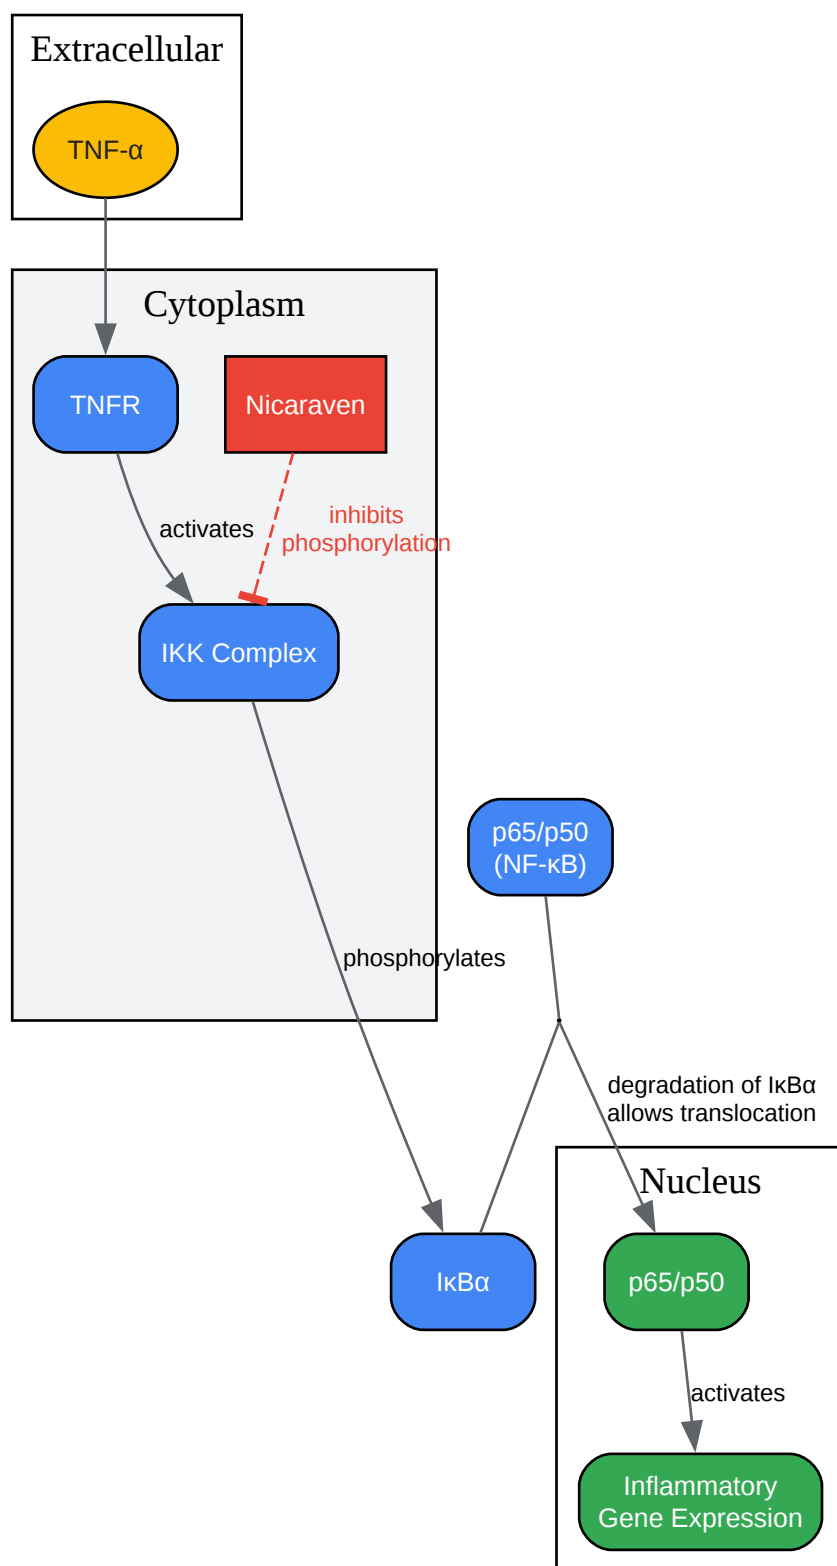 Extracellular
TNF-α
Cytoplasm
TNFR
Nicaraven
activates
inhibits
phosphorylation
IKK Complex
p65/p50
(NF-κB)
phosphorylates
degradation of IκBα
allows translocation
Nucleus
IκBα
p65/p50
activates
Inflammatory
Gene Expression